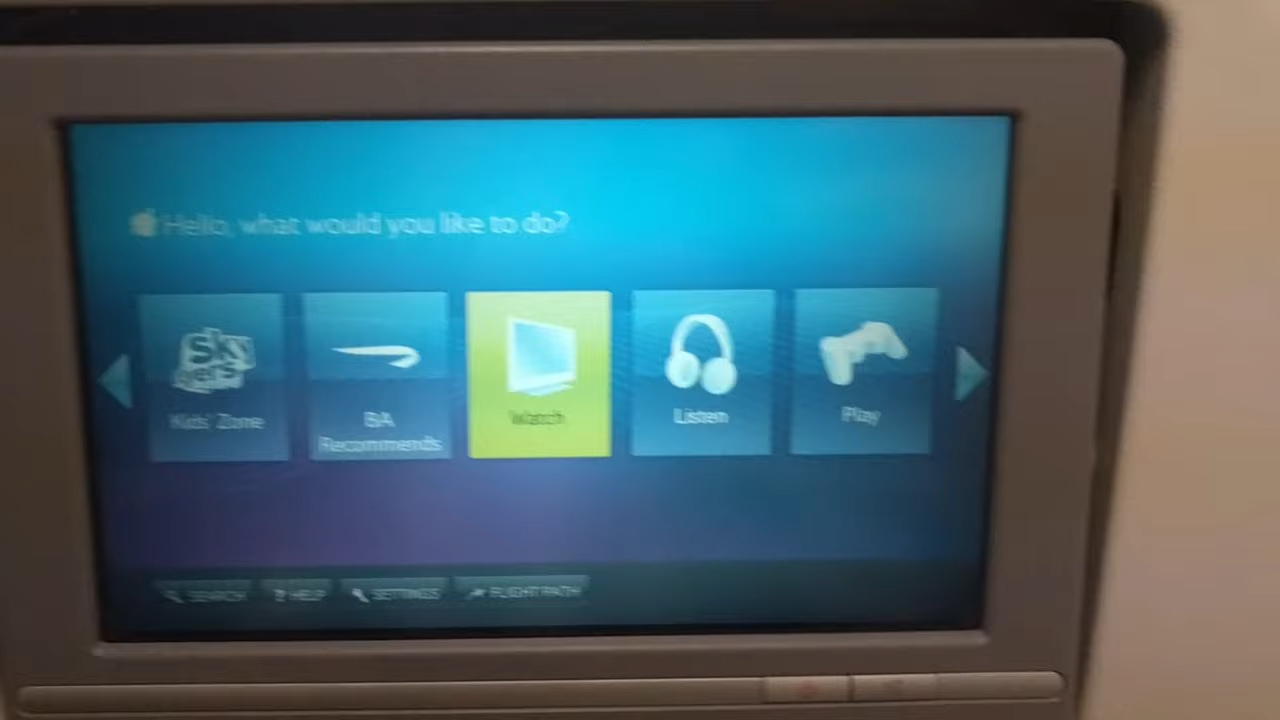 Hello, what would you like to do?
Sky
Kids' Zone
BA
Recommends
Watch
Listen
Play
SEARCH
? HELP
SETTINGS
FLIGHT PATH